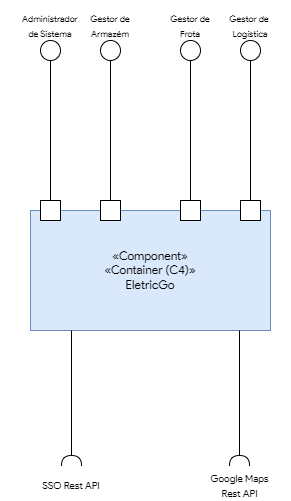 Administrador
de Sistema
Gestor de
Armazém
Gestor de
Frota
Gestor de
Logística
«Component»
«Container (C4)»
EletricGo
SSO Rest API
Google Maps
Rest API